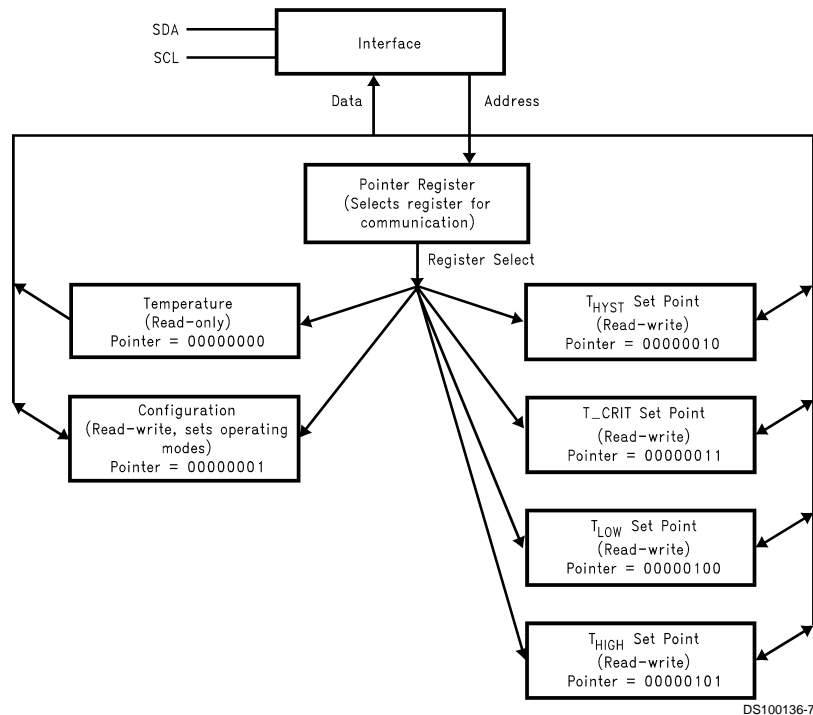 SDA
SCL
Interface
Data
Address
Pointer Register
(Selects register for
communication)
Register Select
Temperature
(Read-only)
Pointer = 00000000
Configuration
(Read-write, sets operating
modes)
Pointer = 00000001
THYST Set Point
(Read-write)
Pointer = 00000010
T_CRIT Set Point
(Read-write)
Pointer = 00000011
TLOW Set Point
(Read-write)
Pointer = 00000100
THIGH Set Point
(Read-write)
Pointer = 00000101
DS100136-7